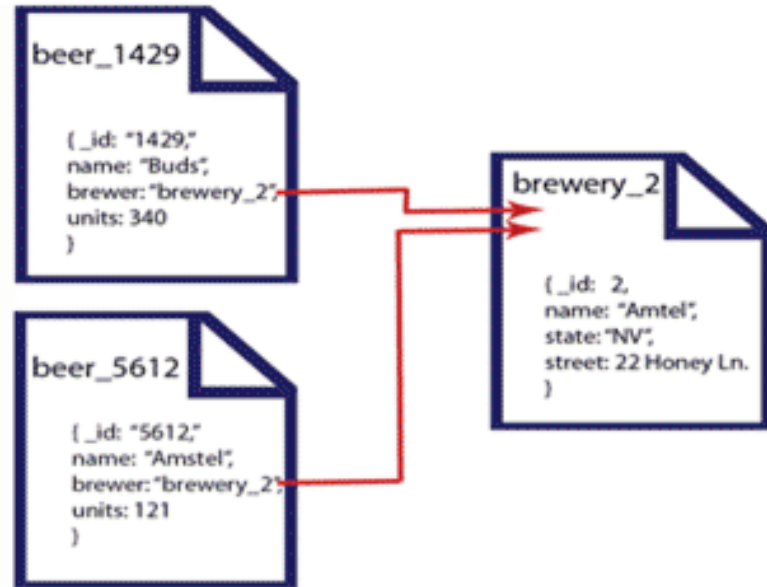 beer_1429
{ _id: "1429,"
name: "Buds",
brewer: "brewery_2",
units: 340
}
beer_5612
{ _id: "5612,"
name: "Amstel",
brewer: "brewery_2",
units: 121
}
brewery_2
{ _id: 2,
name: "Amtel",
state: "NV",
street: 22 Honey Ln.
}